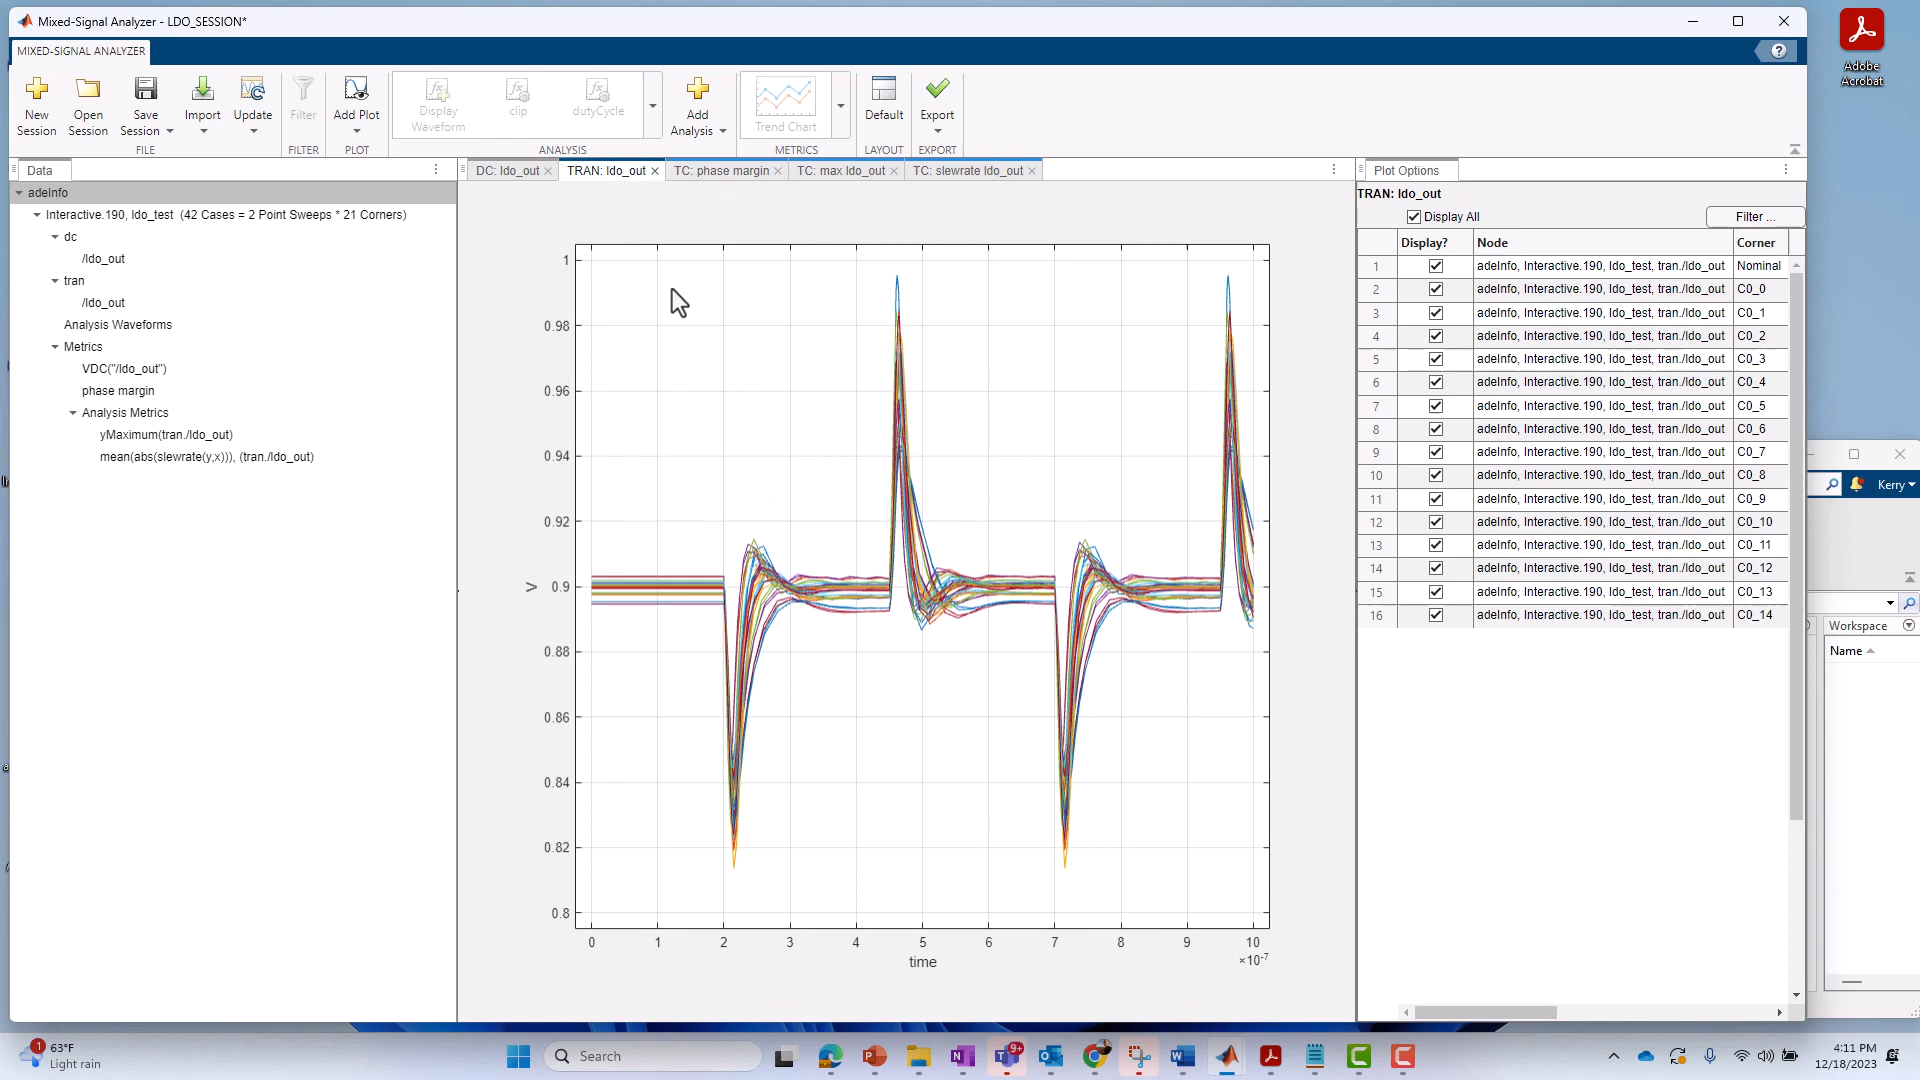 Mixed-Signal Analyzer - LDO_SESSION*
Adobe
Acrobat
MIXED-SIGNAL ANALYZER
New
Session
Open
Session
Save
Session
Import
Update
Filter
Add Plot
Display
Waveform
clip
dutyCycle
Add
Analysis
Trend Chart
Default
Export
FILE
FILTER
PLOT
ANALYSIS
METRICS
LAYOUT
EXPORT
Data
DC: ldo_out
TRAN: ldo_out
TC: phase margin
TC: max ldo_out
TC: slewrate ldo_out
Plot Options
adeInfo
Interactive.190, ldo_test (42 Cases = 2 Point Sweeps * 21 Corners)
dc
/ldo_out
tran
/ldo_out
Analysis Waveforms
Metrics
VDC("/ldo_out")
phase margin
Analysis Metrics
yMaximum(tran./ldo_out)
mean(abs(slewrate(y,x))), (tran./ldo_out)
1
0.98
0.96
0.94
0.92
0.9
0.88
0.86
0.84
0.82
0.8
V
0 1 2 3 4 5 6 7 8 9 10
time
×10-7
TRAN: ldo_out
Display All
Filter ...
Display? Node Corner
1 adeInfo, Interactive.190, ldo_test, tran./ldo_out Nominal
2 adeInfo, Interactive.190, ldo_test, tran./ldo_out C0_0
3 adeInfo, Interactive.190, ldo_test, tran./ldo_out C0_1
4 adeInfo, Interactive.190, ldo_test, tran./ldo_out C0_2
5 adeInfo, Interactive.190, ldo_test, tran./ldo_out C0_3
6 adeInfo, Interactive.190, ldo_test, tran./ldo_out C0_4
7 adeInfo, Interactive.190, ldo_test, tran./ldo_out C0_5
8 adeInfo, Interactive.190, ldo_test, tran./ldo_out C0_6
9 adeInfo, Interactive.190, ldo_test, tran./ldo_out C0_7
10 adeInfo, Interactive.190, ldo_test, tran./ldo_out C0_8
11 adeInfo, Interactive.190, ldo_test, tran./ldo_out C0_9
12 adeInfo, Interactive.190, ldo_test, tran./ldo_out C0_10
13 adeInfo, Interactive.190, ldo_test, tran./ldo_out C0_11
14 adeInfo, Interactive.190, ldo_test, tran./ldo_out C0_12
15 adeInfo, Interactive.190, ldo_test, tran./ldo_out C0_13
16 adeInfo, Interactive.190, ldo_test, tran./ldo_out C0_14
Kerry
Workspace
Name
1
63°F
Light rain
Search
9+
4:11 PM
12/18/2023